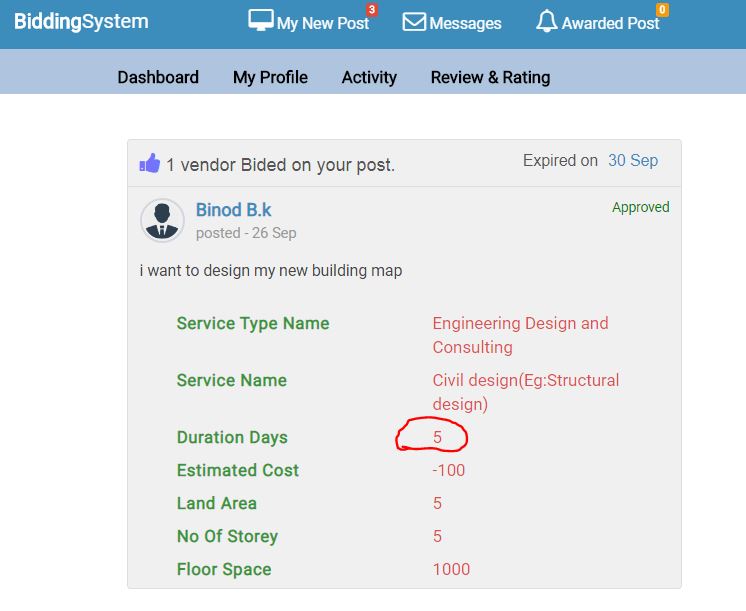 BiddingSystem My New Post 3 Messages Awarded Post 0
Dashboard My Profile Activity Review & Rating
1 vendor Bided on your post. Expired on 30 Sep
Binod B.k Approved
posted - 26 Sep
i want to design my new building map
Service Type Name Engineering Design and
Consulting
Service Name Civil design(Eg:Structural
design)
Duration Days 5
Estimated Cost -100
Land Area 5
No Of Storey 5
Floor Space 1000